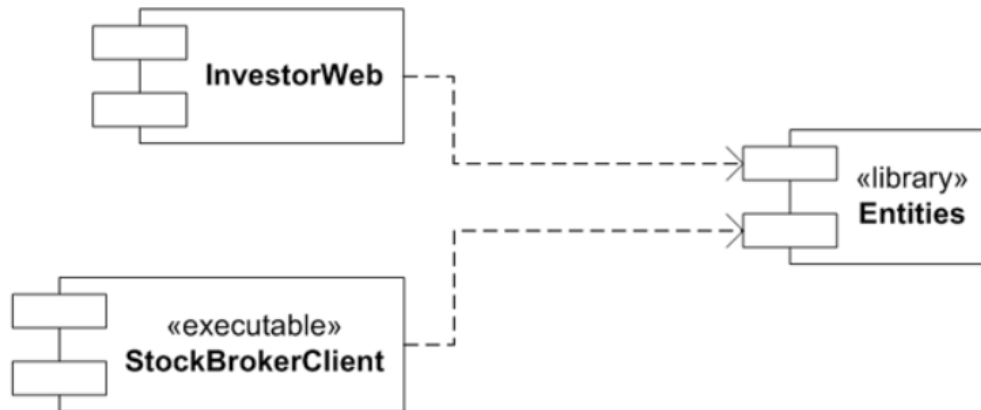 InvestorWeb
«library»
Entities
«executable»
StockBrokerClient